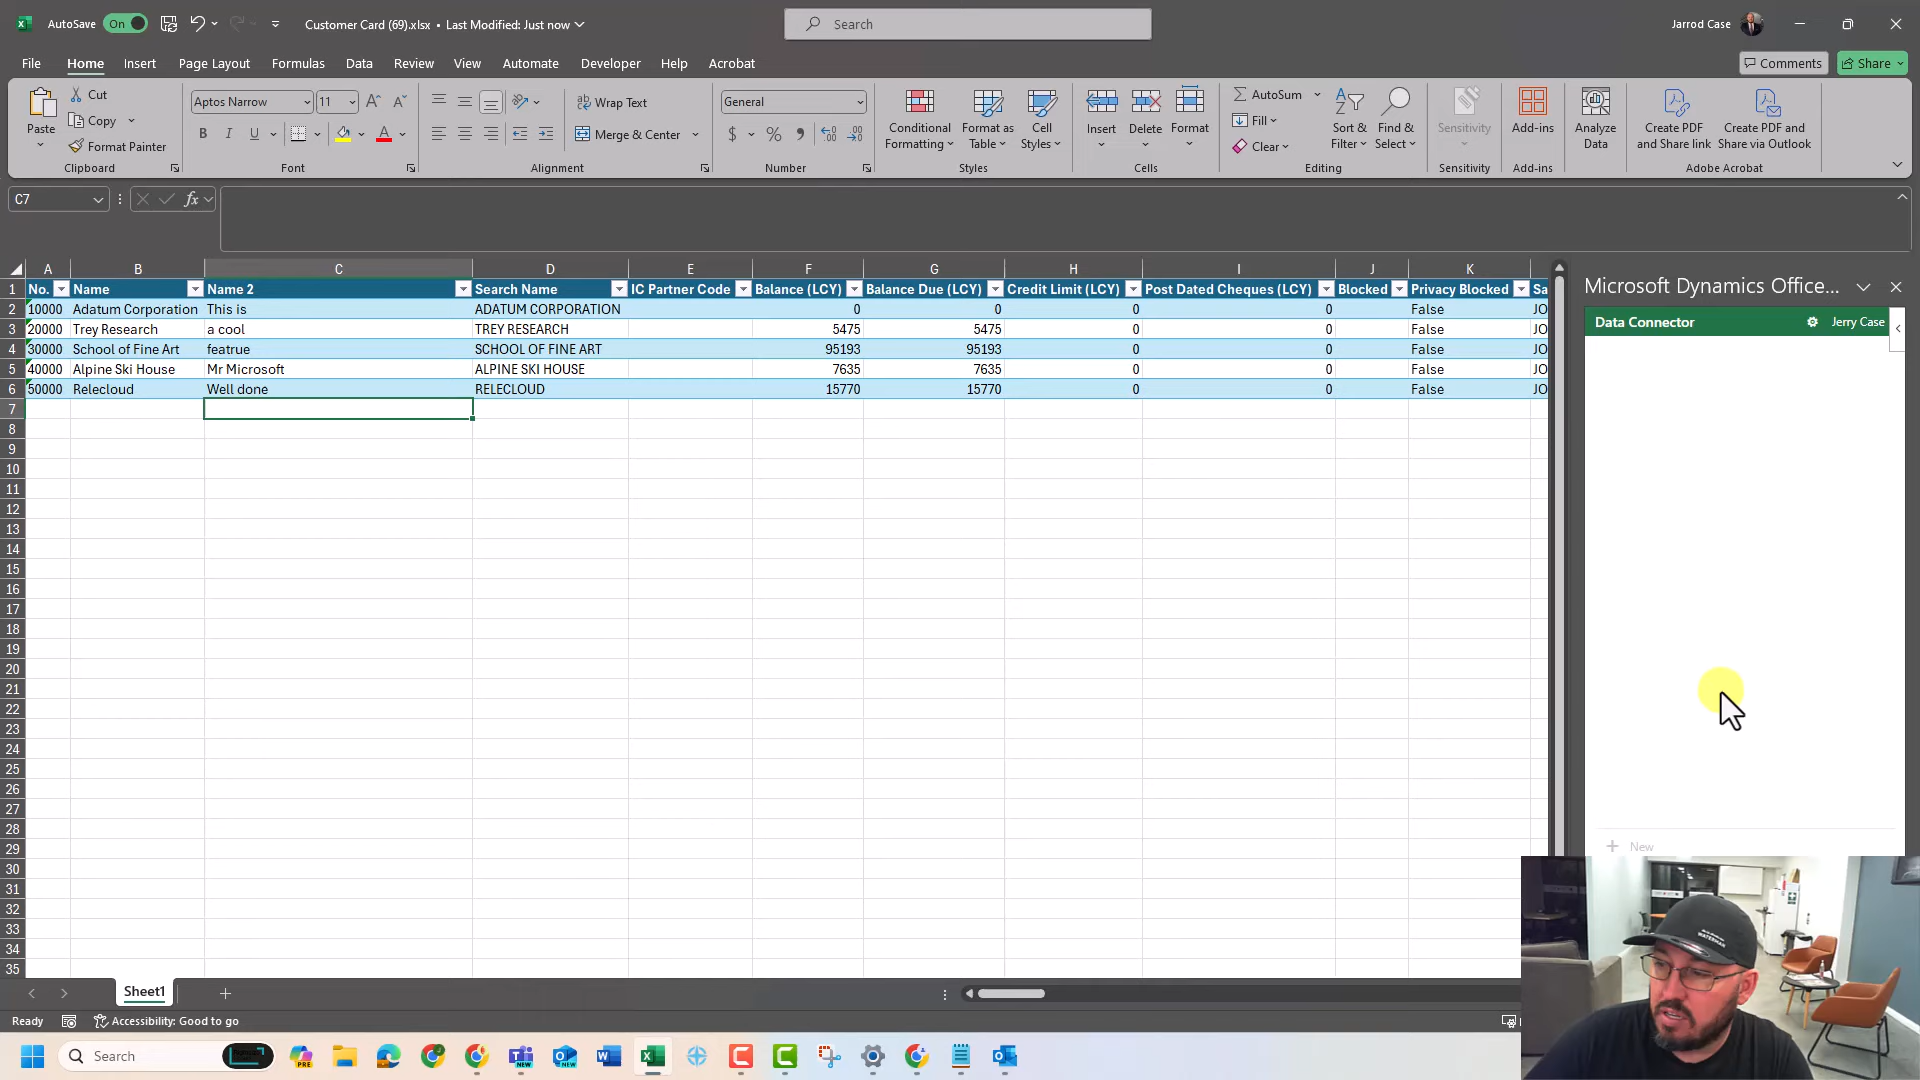 AutoSave On Customer Card (69).xlsx • Last Modified: Just now Search Jarrod Case
File Home Insert Page Layout Formulas Data Review View Automate Developer Help Acrobat Comments Share
Paste Cut Copy Format Painter Clipboard
Aptos Narrow 11 B I U A Font
Wrap Text Merge & Center Alignment
General $ % Number
Conditional Formatting Format as Table Cell Styles Styles
Insert Delete Format Cells
AutoSum Fill Clear Sort & Filter Find & Select Editing
Sensitivity Sensitivity
Add-ins Add-ins
Analyze Data
Create PDF and Share link Create PDF and Share via Outlook Adobe Acrobat
C7 fx
A B C D E F G H I J K
1 No. Name Name 2 Search Name IC Partner Code Balance (LCY) Balance Due (LCY) Credit Limit (LCY) Post Dated Cheques (LCY) Blocked Privacy Blocked Sa
2 10000 Adatum Corporation This is ADATUM CORPORATION 0 0 0 0 False JO
3 20000 Trey Research a cool TREY RESEARCH 5475 5475 0 0 False JO
4 30000 School of Fine Art featrue SCHOOL OF FINE ART 95193 95193 0 0 False JO
5 40000 Alpine Ski House Mr Microsoft ALPINE SKI HOUSE 7635 7635 0 0 False JO
6 50000 Relecloud Well done RELECLOUD 15770 15770 0 0 False JO
7
8
9
10
11
12
13
14
15
16
17
18
19
20
21
22
23
24
25
26
27
28
29
30
31
32
33
34
35
Microsoft Dynamics Office...
Data Connector Jerry Case
New
Sheet1
Ready Accessibility: Good to go
Search
PRE NEW NEW